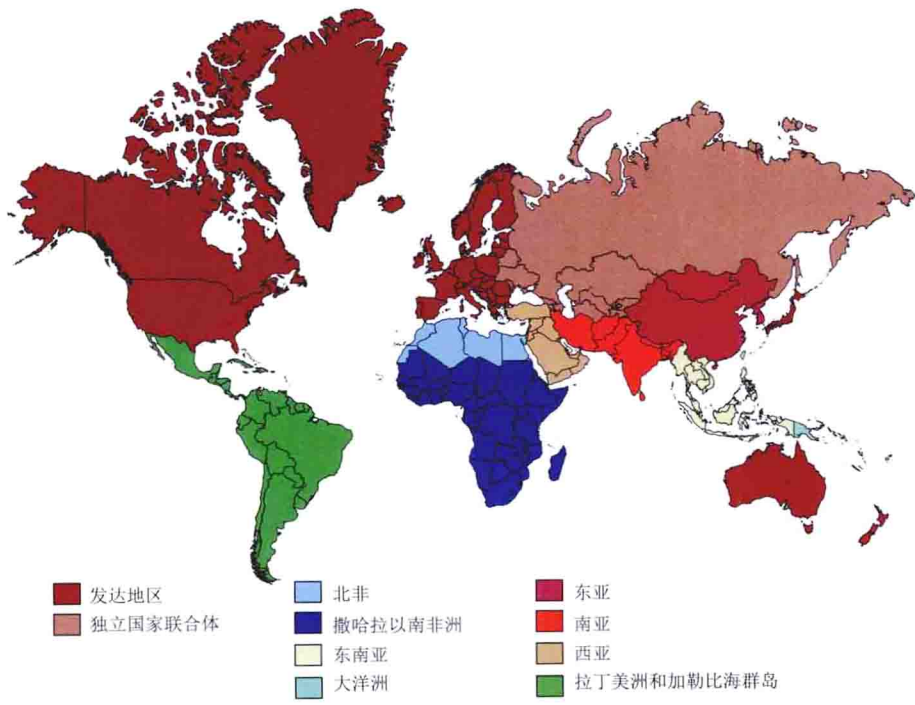 发达地区
独立国家联合体
北非
撒哈拉以南非洲
东南亚
大洋洲
东亚
南亚
西亚
拉丁美洲和加勒比海群岛